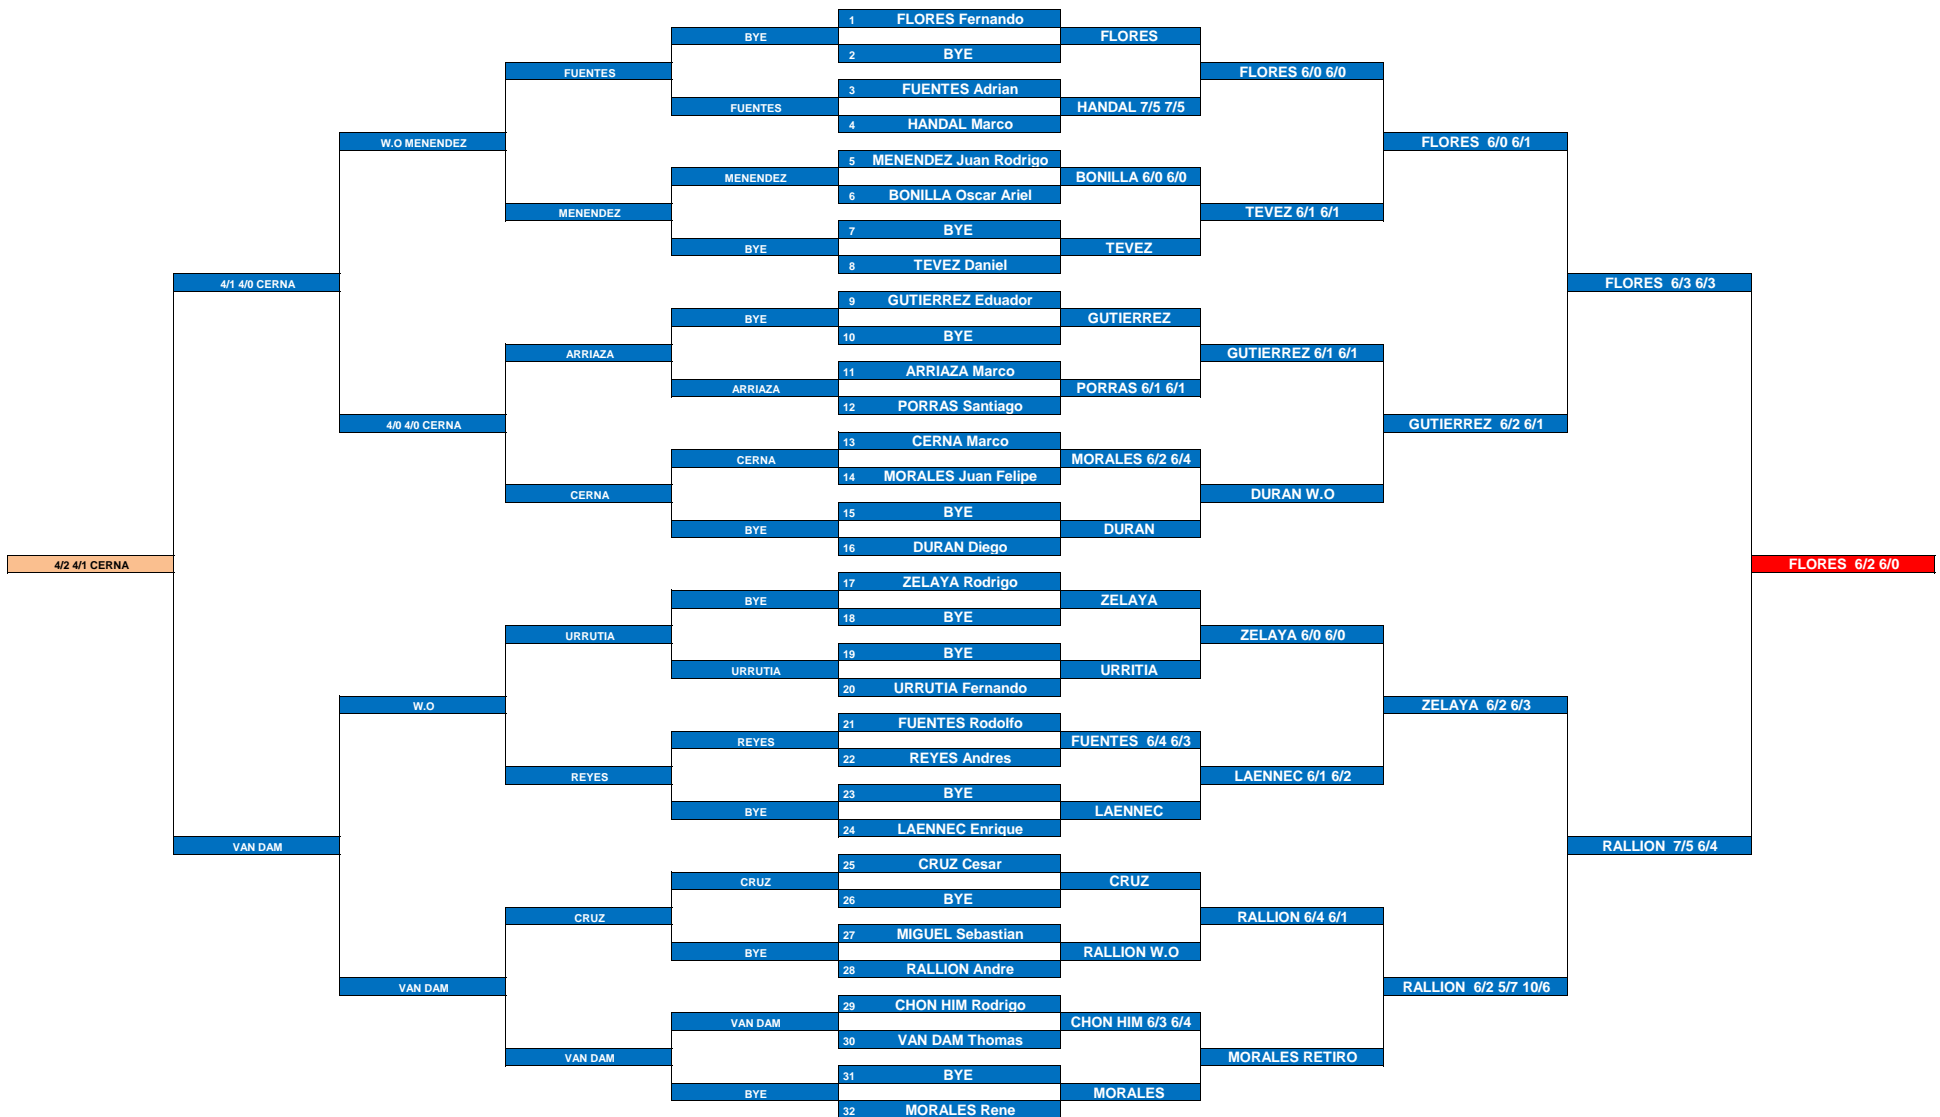 1 FLORES Fernando
BYE FLORES
2 BYE
FUENTES FLORES 6/0 6/0
3 FUENTES Adrian
FUENTES HANDAL 7/5 7/5
4 HANDAL Marco
W.O MENENDEZ FLORES 6/0 6/1
5 MENENDEZ Juan Rodrigo
MENENDEZ BONILLA 6/0 6/0
6 BONILLA Oscar Ariel
MENENDEZ TEVEZ 6/1 6/1
7 BYE
BYE TEVEZ
8 TEVEZ Daniel
4/1 4/0 CERNA FLORES 6/3 6/3
9 GUTIERREZ Eduador
BYE GUTIERREZ
10 BYE
ARRIAZA GUTIERREZ 6/1 6/1
11 ARRIAZA Marco
ARRIAZA PORRAS 6/1 6/1
12 PORRAS Santiago
4/0 4/0 CERNA GUTIERREZ 6/2 6/1
13 CERNA Marco
CERNA MORALES 6/2 6/4
14 MORALES Juan Felipe
CERNA DURAN W.O
15 BYE
BYE DURAN
16 DURAN Diego
4/2 4/1 CERNA FLORES 6/2 6/0
17 ZELAYA Rodrigo
BYE ZELAYA
18 BYE
URRUTIA ZELAYA 6/0 6/0
19 BYE
URRUTIA URRITIA
20 URRUTIA Fernando
W.O ZELAYA 6/2 6/3
21 FUENTES Rodolfo
REYES FUENTES 6/4 6/3
22 REYES Andres
REYES LAENNEC 6/1 6/2
23 BYE
BYE LAENNEC
24 LAENNEC Enrique
VAN DAM RALLION 7/5 6/4
25 CRUZ Cesar
CRUZ CRUZ
26 BYE
CRUZ RALLION 6/4 6/1
27 MIGUEL Sebastian
BYE RALLION W.O
28 RALLION Andre
VAN DAM RALLION 6/2 5/7 10/6
29 CHON HIM Rodrigo
VAN DAM CHON HIM 6/3 6/4
30 VAN DAM Thomas
VAN DAM MORALES RETIRO
31 BYE
BYE MORALES
32 MORALES Rene